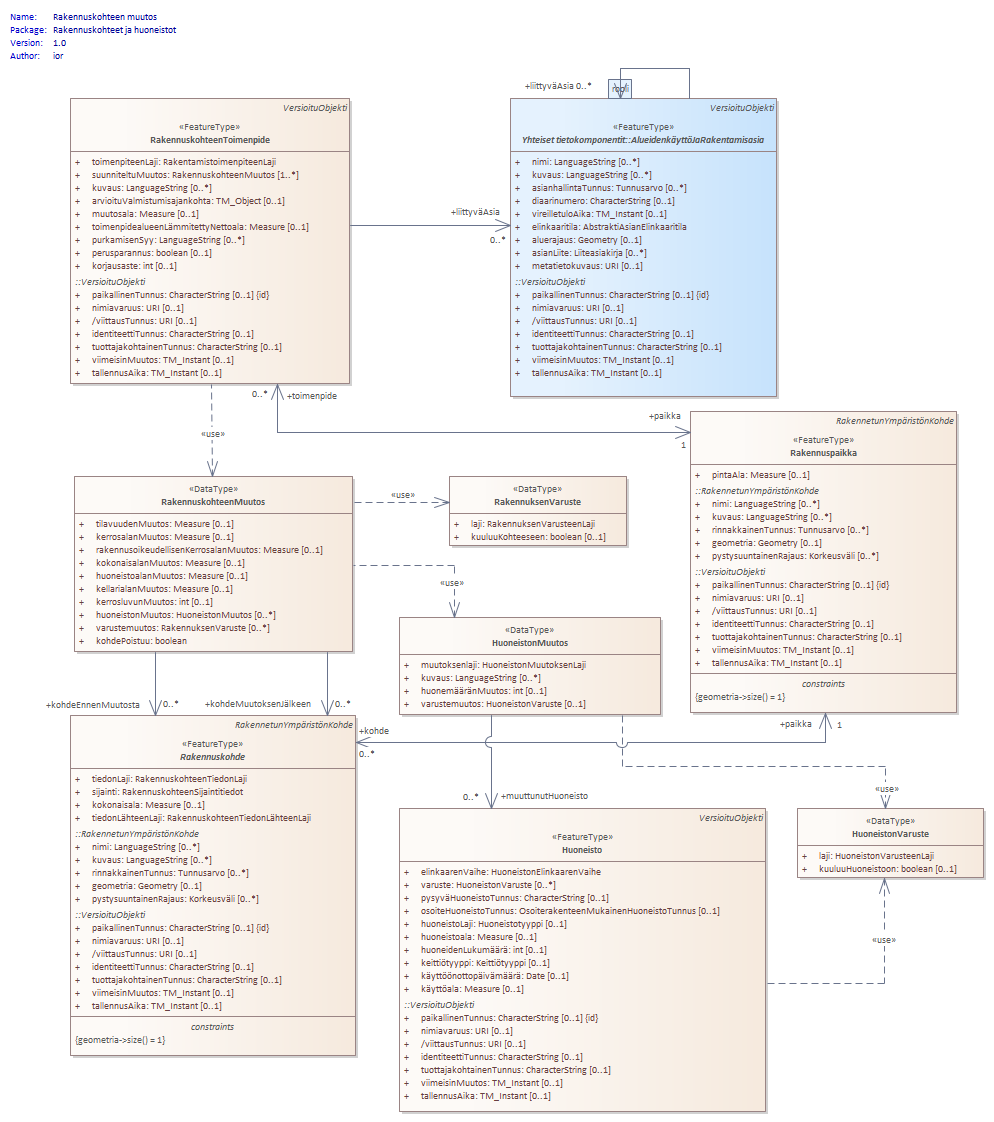 Name: Rakennuskohteen muutos
Package: Rakennuskohteet ja huoneistot
Version: 1.0
Author: ior
+liittyväAsia 0..*
rooli
VersioituObjekti
«FeatureType»
RakennuskohteenToimenpide
+ toimenpiteenLaji: RakentamistoimenpiteenLaji
+ suunniteltuMuutos: RakennuskohteenMuutos [1..*]
+ kuvaus: LanguageString [0..*]
+ arvioituValmistumisajankohta: TM_Object [0..1]
+ muutosala: Measure [0..1]
+ toimenpidealueenLämmitettyNettoala: Measure [0..1]
+ purkamisenSyy: LanguageString [0..*]
+ perusparannus: boolean [0..1]
+ korjausaste: int [0..1]
::VersioituObjekti
+ paikallinenTunnus: CharacterString [0..1] {id}
+ nimiavaruus: URI [0..1]
+ /viittausTunnus: URI [0..1]
+ identiteettiTunnus: CharacterString [0..1]
+ tuottajakohtainenTunnus: CharacterString [0..1]
+ viimeisinMuutos: TM_Instant [0..1]
+ tallennusAika: TM_Instant [0..1]
+liittyväAsia
0..*
VersioituObjekti
«FeatureType»
Yhteiset tietokomponentit::AlueidenkäyttöJaRakentamisasia
+ nimi: LanguageString [0..*]
+ kuvaus: LanguageString [0..*]
+ asianhallintaTunnus: Tunnusarvo [0..*]
+ diaarinumero: CharacterString [0..1]
+ vireilletuloAika: TM_Instant [0..1]
+ elinkaaritila: AbstraktiAsianElinkaaritila
+ aluerajaus: Geometry [0..1]
+ asianLiite: Liiteasiakirja [0..*]
+ metatietokuvaus: URI [0..1]
::VersioituObjekti
+ paikallinenTunnus: CharacterString [0..1] {id}
+ nimiavaruus: URI [0..1]
+ /viittausTunnus: URI [0..1]
+ identiteettiTunnus: CharacterString [0..1]
+ tuottajakohtainenTunnus: CharacterString [0..1]
+ viimeisinMuutos: TM_Instant [0..1]
+ tallennusAika: TM_Instant [0..1]
0..* +toimenpide
+paikka
1
«use»
RakennetunYmpäristönKohde
«FeatureType»
Rakennuspaikka
+ pintaAla: Measure [0..1]
::RakennetunYmpäristönKohde
+ nimi: LanguageString [0..*]
+ kuvaus: LanguageString [0..*]
+ rinnakkainenTunnus: Tunnusarvo [0..*]
+ geometria: Geometry [0..1]
+ pystysuuntainenRajaus: Korkeusväli [0..*]
::VersioituObjekti
+ paikallinenTunnus: CharacterString [0..1] {id}
+ nimiavaruus: URI [0..1]
+ /viittausTunnus: URI [0..1]
+ identiteettiTunnus: CharacterString [0..1]
+ tuottajakohtainenTunnus: CharacterString [0..1]
+ viimeisinMuutos: TM_Instant [0..1]
+ tallennusAika: TM_Instant [0..1]
constraints
{geometria->size() = 1}
«DataType»
RakennuskohteenMuutos
+ tilavuudenMuutos: Measure [0..1]
+ kerrosalanMuutos: Measure [0..1]
+ rakennusoikeudellisenKerrosalanMuutos: Measure [0..1]
+ kokonaisalanMuutos: Measure [0..1]
+ huoneistoalanMuutos: Measure [0..1]
+ kellarialanMuutos: Measure [0..1]
+ kerrosluvunMuutos: int [0..1]
+ huoneistonMuutos: HuoneistonMuutos [0..*]
+ varustemuutos: RakennuksenVaruste [0..*]
+ kohdePoistuu: boolean
«use»
«DataType»
RakennuksenVaruste
+ laji: RakennuksenVarusteenLaji
+ kuuluuKohteeseen: boolean [0..1]
«use»
«DataType»
HuoneistonMuutos
+ muutoksenlaji: HuoneistonMuutoksenLaji
+ kuvaus: LanguageString [0..*]
+ huonemääränMuutos: int [0..1]
+ varustemuutos: HuoneistonVaruste [0..1]
+kohdeEnnenMuutosta 0..*
+kohdeMuutoksenJälkeen 0..*
+kohde
0..*
+paikka 1
RakennetunYmpäristönKohde
«FeatureType»
Rakennuskohde
+ tiedonLaji: RakennuskohteenTiedonLaji
+ sijainti: RakennuskohteenSijaintitiedot
+ kokonaisala: Measure [0..1]
+ tiedonLähteenLaji: RakennuskohteenTiedonLähteenLaji
::RakennetunYmpäristönKohde
+ nimi: LanguageString [0..*]
+ kuvaus: LanguageString [0..*]
+ rinnakkainenTunnus: Tunnusarvo [0..*]
+ geometria: Geometry [0..1]
+ pystysuuntainenRajaus: Korkeusväli [0..*]
::VersioituObjekti
+ paikallinenTunnus: CharacterString [0..1] {id}
+ nimiavaruus: URI [0..1]
+ /viittausTunnus: URI [0..1]
+ identiteettiTunnus: CharacterString [0..1]
+ tuottajakohtainenTunnus: CharacterString [0..1]
+ viimeisinMuutos: TM_Instant [0..1]
+ tallennusAika: TM_Instant [0..1]
constraints
{geometria->size() = 1}
0..* +muuttunutHuoneisto
VersioituObjekti
«FeatureType»
Huoneisto
+ elinkaarenVaihe: HuoneistonElinkaarenVaihe
+ varuste: HuoneistonVaruste [0..*]
+ pysyväHuoneistoTunnus: CharacterString [0..1]
+ osoiteHuoneistoTunnus: OsoiterakenteenMukainenHuoneistoTunnus [0..1]
+ huoneistoLaji: Huoneistotyyppi [0..1]
+ huoneistoala: Measure [0..1]
+ huoneidenLukumäärä: int [0..1]
+ keittiötyyppi: Keittiötyyppi [0..1]
+ käyttöönottopäivämäärä: Date [0..1]
+ käyttöala: Measure [0..1]
::VersioituObjekti
+ paikallinenTunnus: CharacterString [0..1] {id}
+ nimiavaruus: URI [0..1]
+ /viittausTunnus: URI [0..1]
+ identiteettiTunnus: CharacterString [0..1]
+ tuottajakohtainenTunnus: CharacterString [0..1]
+ viimeisinMuutos: TM_Instant [0..1]
+ tallennusAika: TM_Instant [0..1]
«use»
«DataType»
HuoneistonVaruste
+ laji: HuoneistonVarusteenLaji
+ kuuluuHuoneistoon: boolean [0..1]
«use»